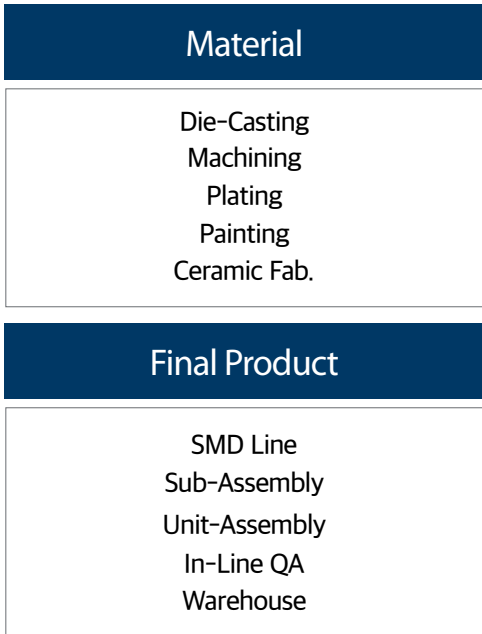 Material
Die-Casting
Machining
Plating
Painting
Ceramic Fab.
Final Product
SMD Line
Sub-Assembly
Unit-Assembly
In-Line QA
Warehouse